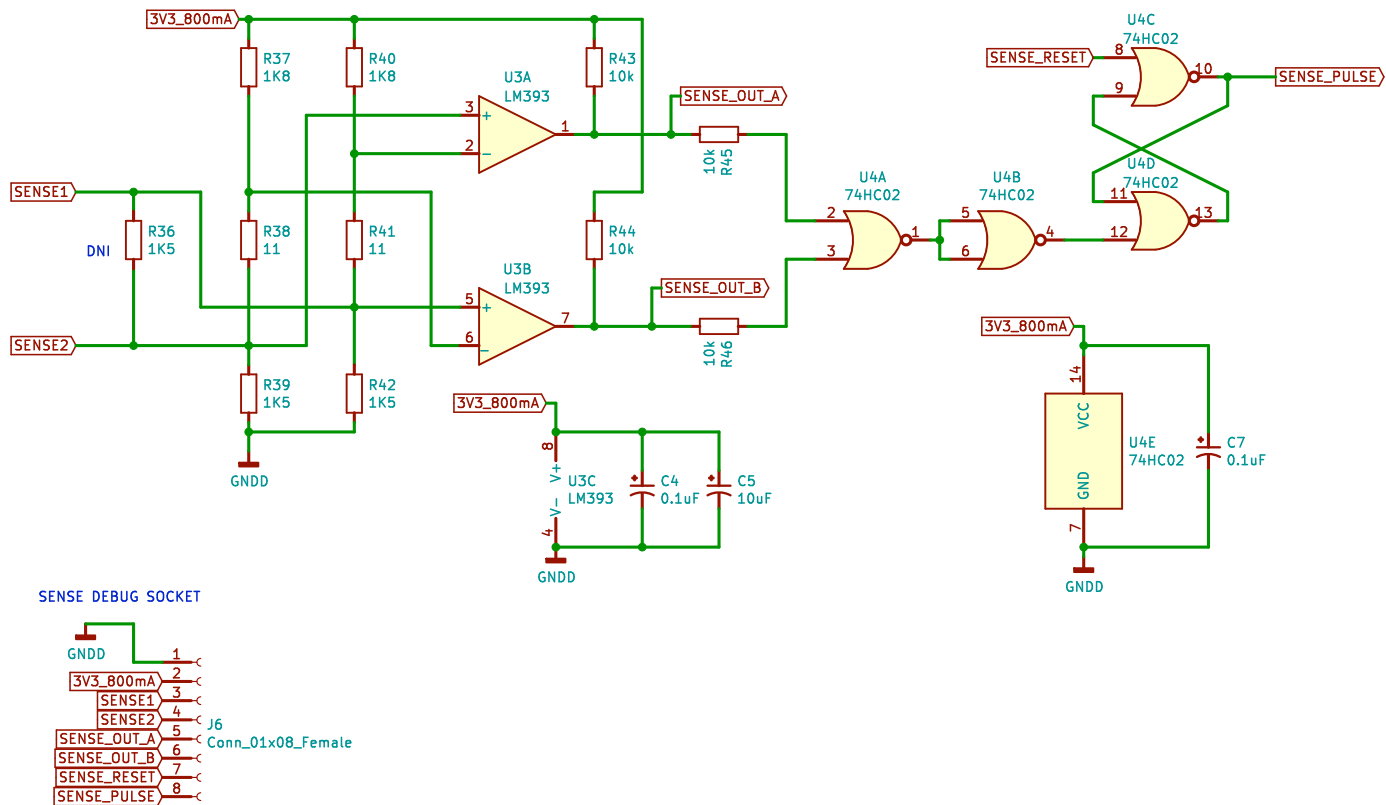 3V3_800mA
R37
1K8
R40
1K8
R43
10k
U3A
LM393
3
+
2
−
1
SENSE_OUT_A
10k
R45
SENSE1
R36
1K5
DNI
R38
11
R41
11
R44
10k
SENSE2
U3B
LM393
5
+
6
−
7
SENSE_OUT_B
10k
R46
R39
1K5
R42
1K5
GNDD
U4A
74HC02
2
3
1
U4B
74HC02
5
6
4
U4C
74HC02
SENSE_RESET
8
9
10
SENSE_PULSE
U4D
74HC02
11
12
13
3V3_800mA
8
V+
U3C
LM393
V-
4
C4
0.1uF
C5
10uF
GNDD
3V3_800mA
14
VCC
U4E
74HC02
GND
7
C7
0.1uF
GNDD
SENSE DEBUG SOCKET
GNDD
1
3V3_800mA 2
SENSE1 3
SENSE2 4
SENSE_OUT_A 5
SENSE_OUT_B 6
SENSE_RESET 7
SENSE_PULSE 8
J6
Conn_01x08_Female